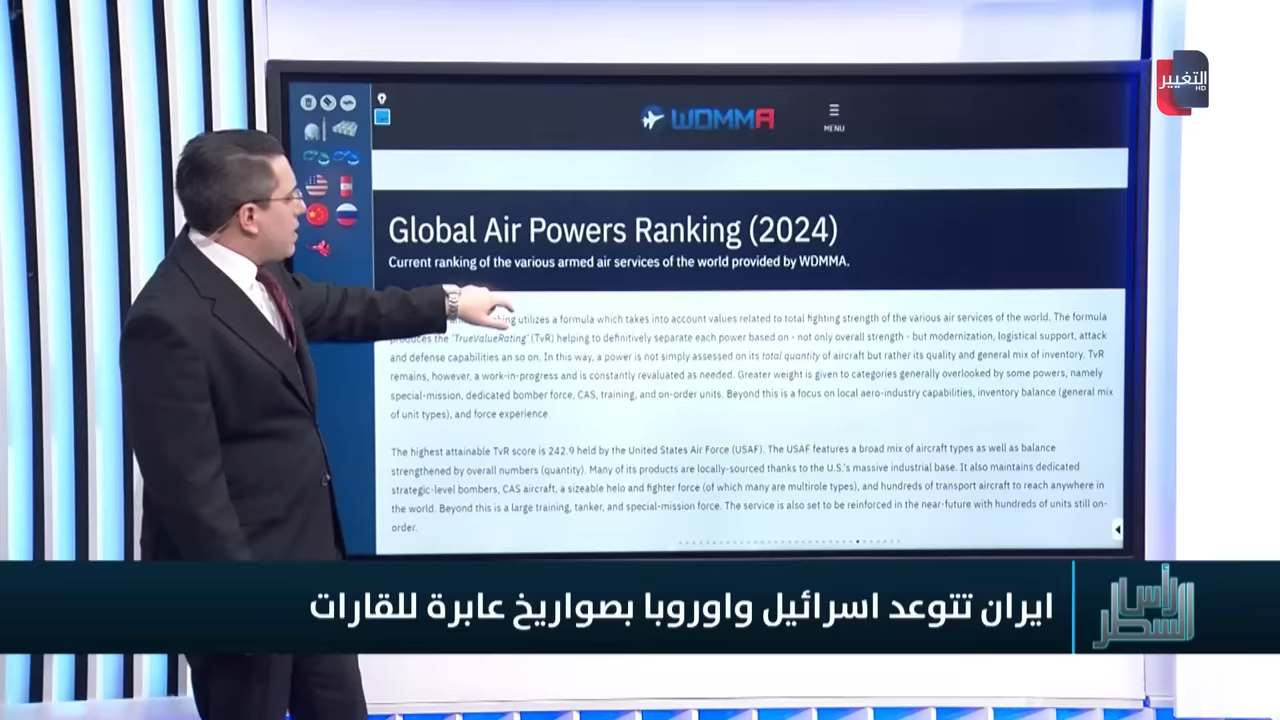 التغيير
HD
WDMMA
MENU
Global Air Powers Ranking (2024)
Current ranking of the various armed air services of the world provided by WDMMA.
utilizes a formula which takes into account values related to total fighting strength of the various air services of the world. The formula
produces the 'TrueValueRating' (TvR) helping to definitively separate each power based on - not only overall strength - but modernization, logistical support, attack
and defense capabilities an so on. In this way, a power is not simply assessed on its total quantity of aircraft but rather its quality and general mix of inventory. TvR
remains, however, a work-in-progress and is constantly revaluated as needed. Greater weight is given to categories generally overlooked by some powers, namely
special-mission, dedicated bomber force, CAS, training, and on-order units. Beyond this is a focus on local aero-industry capabilities, inventory balance (general mix
of unit types), and force experience.
The highest attainable TvR score is 242.9 held by the United States Air Force (USAF). The USAF features a broad mix of aircraft types as well as balance
strengthened by overall numbers (quantity). Many of its products are locally-sourced thanks to the U.S.'s massive industrial base. It also maintains dedicated
strategic-level bombers, CAS aircraft, a sizeable helo and fighter force (of which many are multirole types), and hundreds of transport aircraft to reach anywhere in
the world. Beyond this is a large training, tanker, and special-mission force. The service is also set to be reinforced in the near-future with hundreds of units still on-
order.
رأس
السطر
ايران تتوعد اسرائيل واوروبا بصواريخ عابرة للقارات